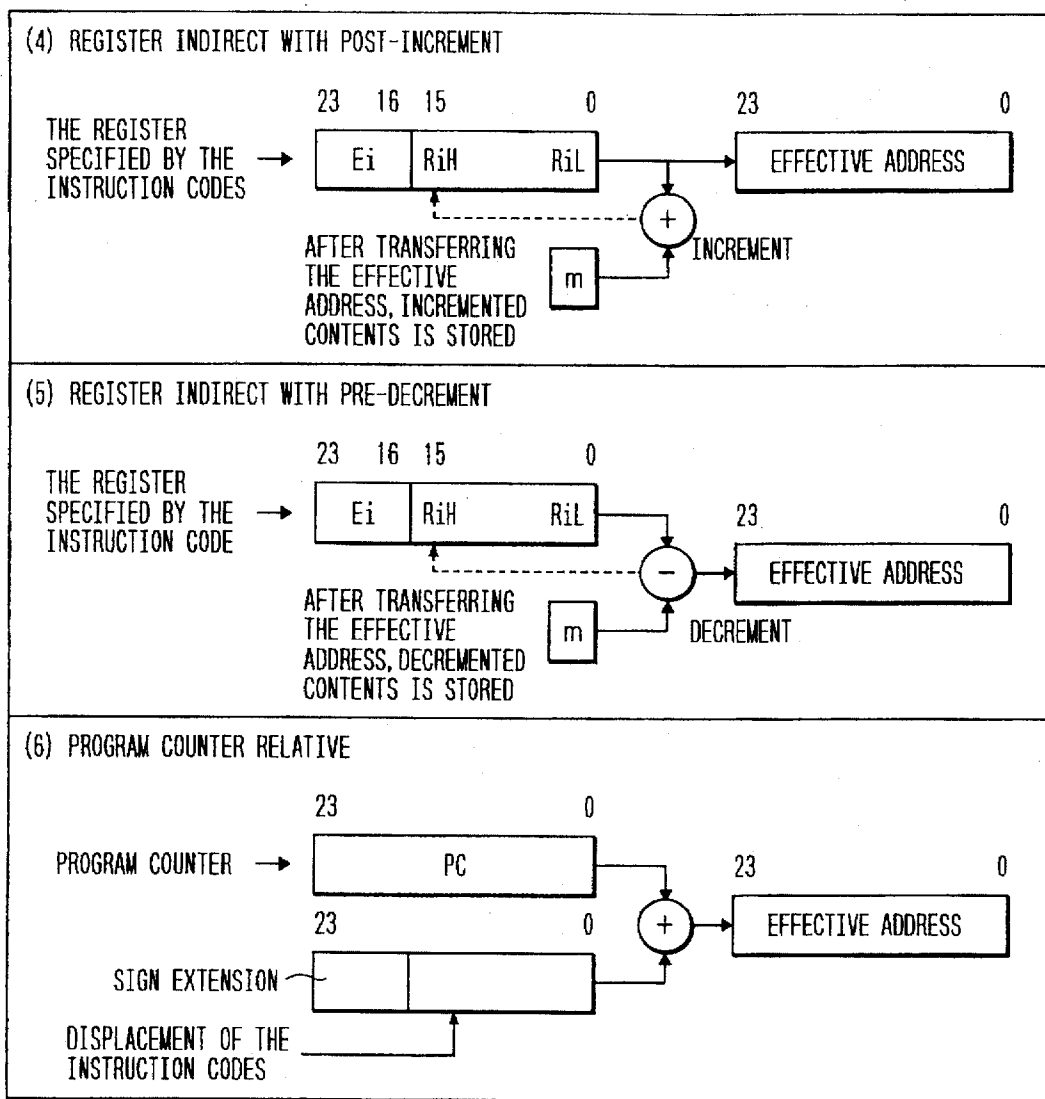 (4) REGISTER INDIRECT WITH POST-INCREMENT
23 16 15 0 23 0
THE REGISTER
SPECIFIED BY THE
INSTRUCTION CODES
Ei RiH RiL
EFFECTIVE ADDRESS
+
INCREMENT
m
AFTER TRANSFERRING
THE EFFECTIVE
ADDRESS, INCREMENTED
CONTENTS IS STORED
(5) REGISTER INDIRECT WITH PRE-DECREMENT
23 16 15 0
THE REGISTER
SPECIFIED BY THE
INSTRUCTION CODE
Ei RiH RiL
23 0
−
EFFECTIVE ADDRESS
DECREMENT
m
AFTER TRANSFERRING
THE EFFECTIVE
ADDRESS, DECREMENTED
CONTENTS IS STORED
(6) PROGRAM COUNTER RELATIVE
23 0
PROGRAM COUNTER
PC
23 0
23 0
+
EFFECTIVE ADDRESS
SIGN EXTENSION
DISPLACEMENT OF THE
INSTRUCTION CODES